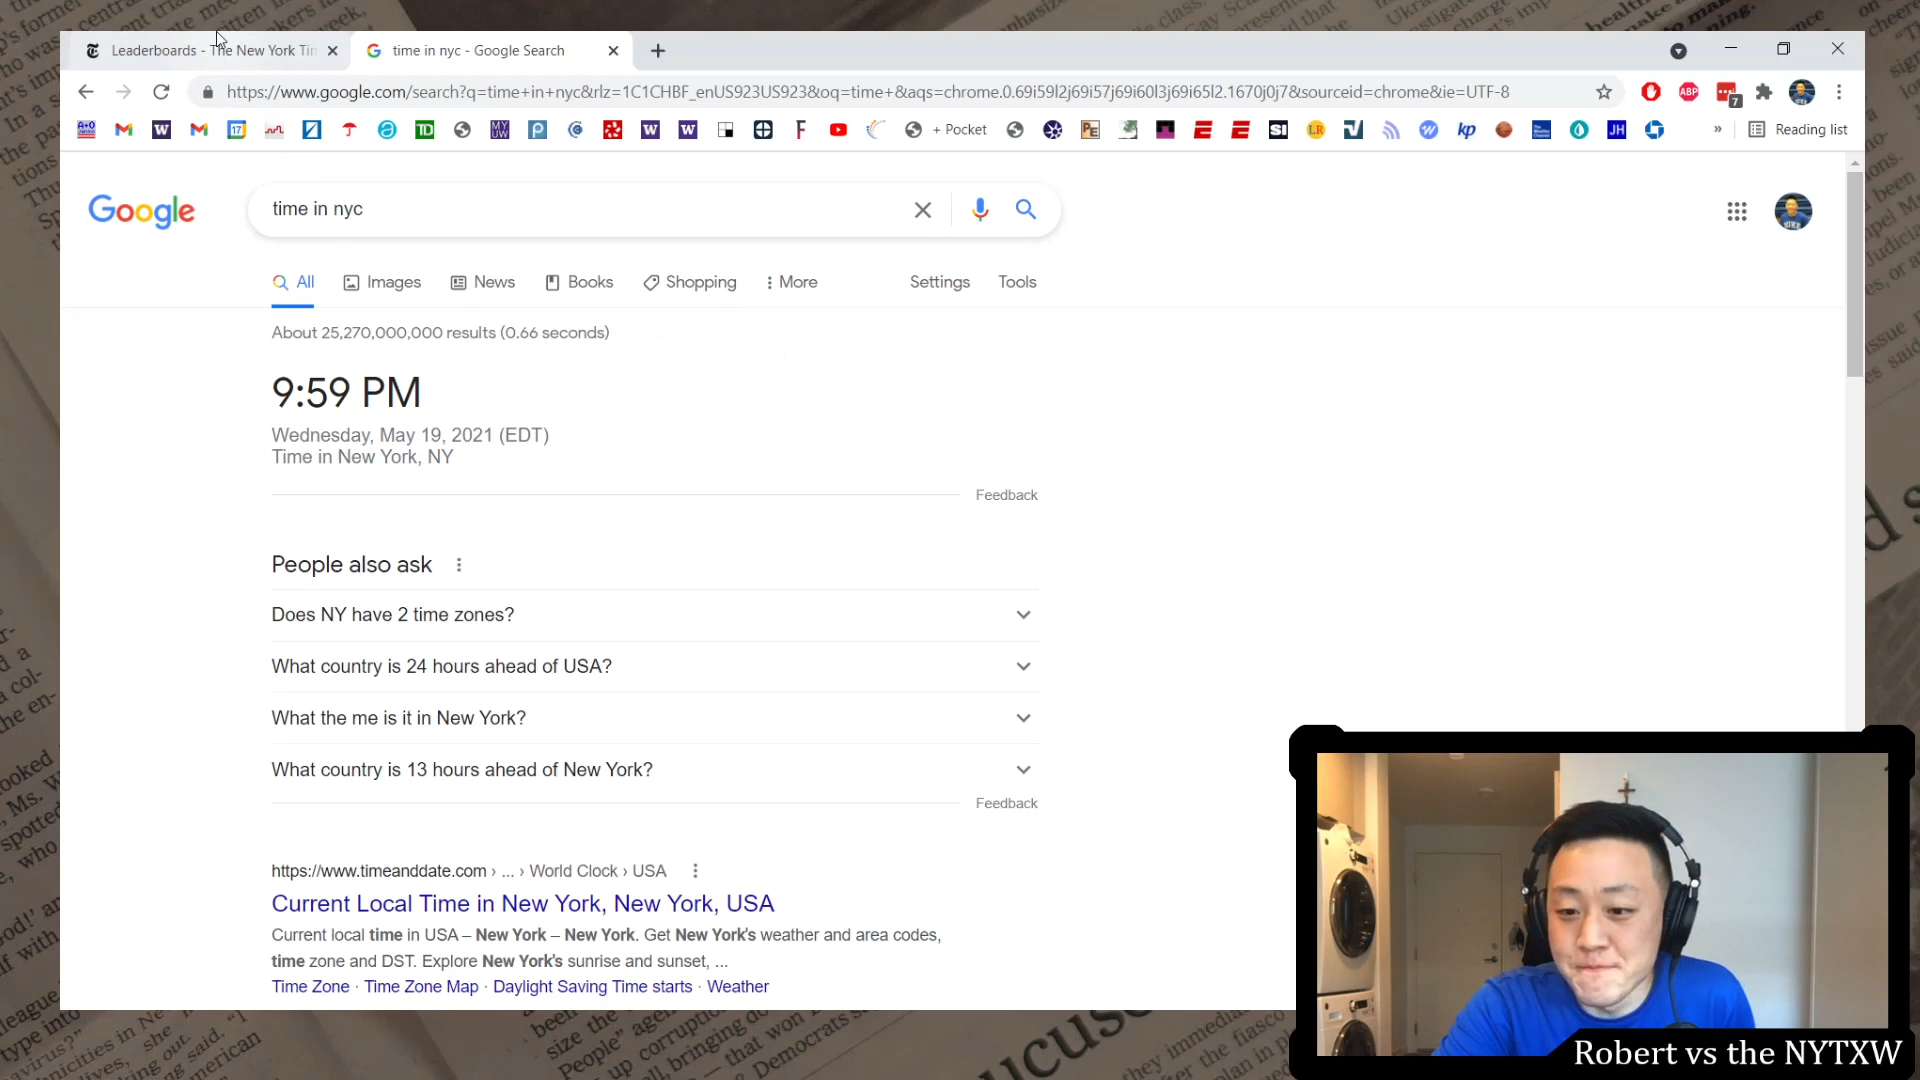 Leaderboards - The New York Tim
time in nyc - Google Search
https://www.google.com/search?q=time+in+nyc&rlz=1C1CHBF_enUS923US923&oq=time+&aqs=chrome.0.69i59l2j69i57j69i60l3j69i65l2.1670j0j7&sourceid=chrome&ie=UTF-8
+ Pocket
Reading list
Google
time in nyc
All Images News Books Shopping More Settings Tools
About 25,270,000,000 results (0.66 seconds)
9:59 PM
Wednesday, May 19, 2021 (EDT)
Time in New York, NY
Feedback
People also ask
Does NY have 2 time zones?
What country is 24 hours ahead of USA?
What the me is it in New York?
What country is 13 hours ahead of New York?
Feedback
https://www.timeanddate.com › ... › World Clock › USA
Current Local Time in New York, New York, USA
Current local time in USA – New York – New York. Get New York's weather and area codes,
time zone and DST. Explore New York's sunrise and sunset, ...
Time Zone · Time Zone Map · Daylight Saving Time starts · Weather
Robert vs the NYTXW